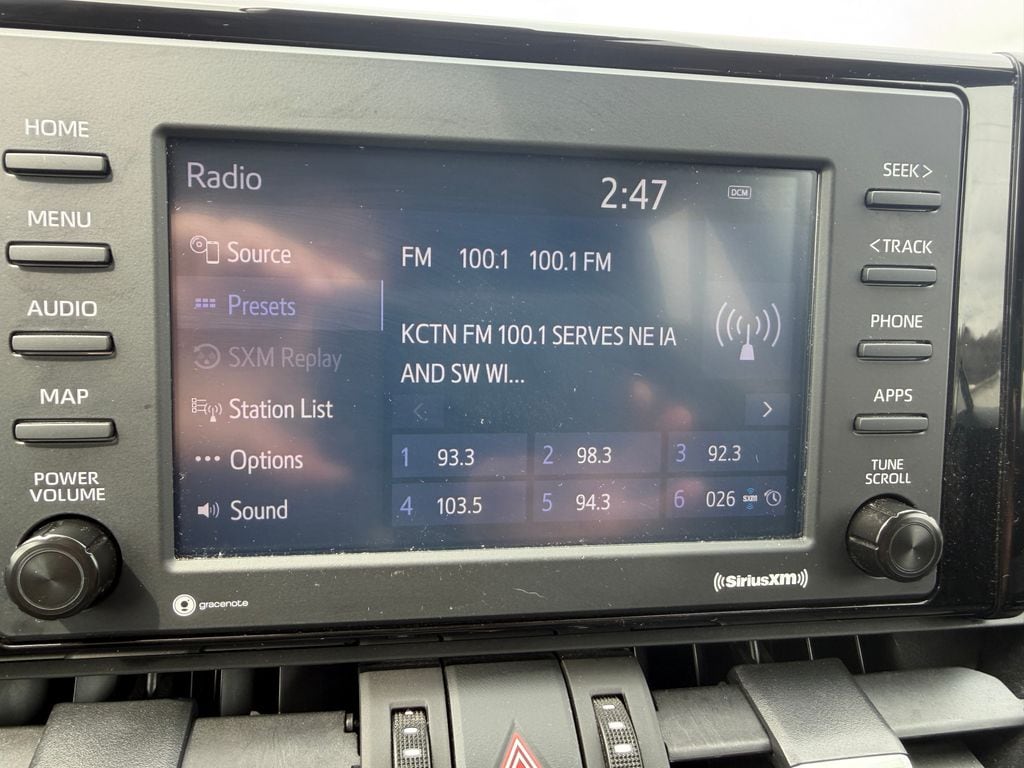 HOME
MENU
AUDIO
MAP
POWER
VOLUME
Radio
2:47
DCM
Source
Presets
SXM Replay
Station List
Options
Sound
FM 100.1 100.1 FM
KCTN FM 100.1 SERVES NE IA
AND SW WI...
< >
1 93.3 2 98.3 3 92.3
4 103.5 5 94.3 6 026 SXM
SEEK >
< TRACK
PHONE
APPS
TUNE
SCROLL
gracenote
SiriusXM